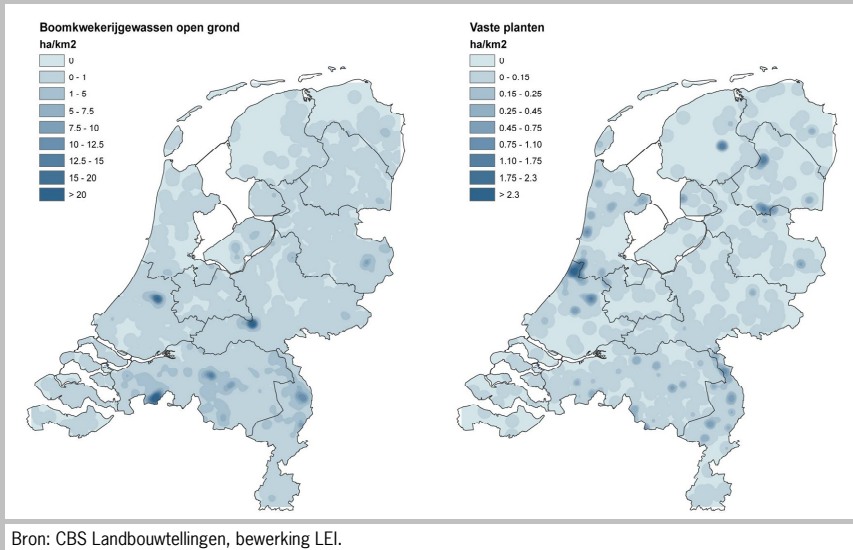 Boomkwekerijgewassen open grond
ha/km2
0
0 - 1
1 - 5
5 - 7.5
7.5 - 10
10 - 12.5
12.5 - 15
15 - 20
> 20
Vaste planten
ha/km2
0
0 - 0.15
0.15 - 0.25
0.25 - 0.45
0.45 - 0.75
0.75 - 1.10
1.10 - 1.75
1.75 - 2.3
> 2.3
Bron: CBS Landbouwtellingen, bewerking LEI.